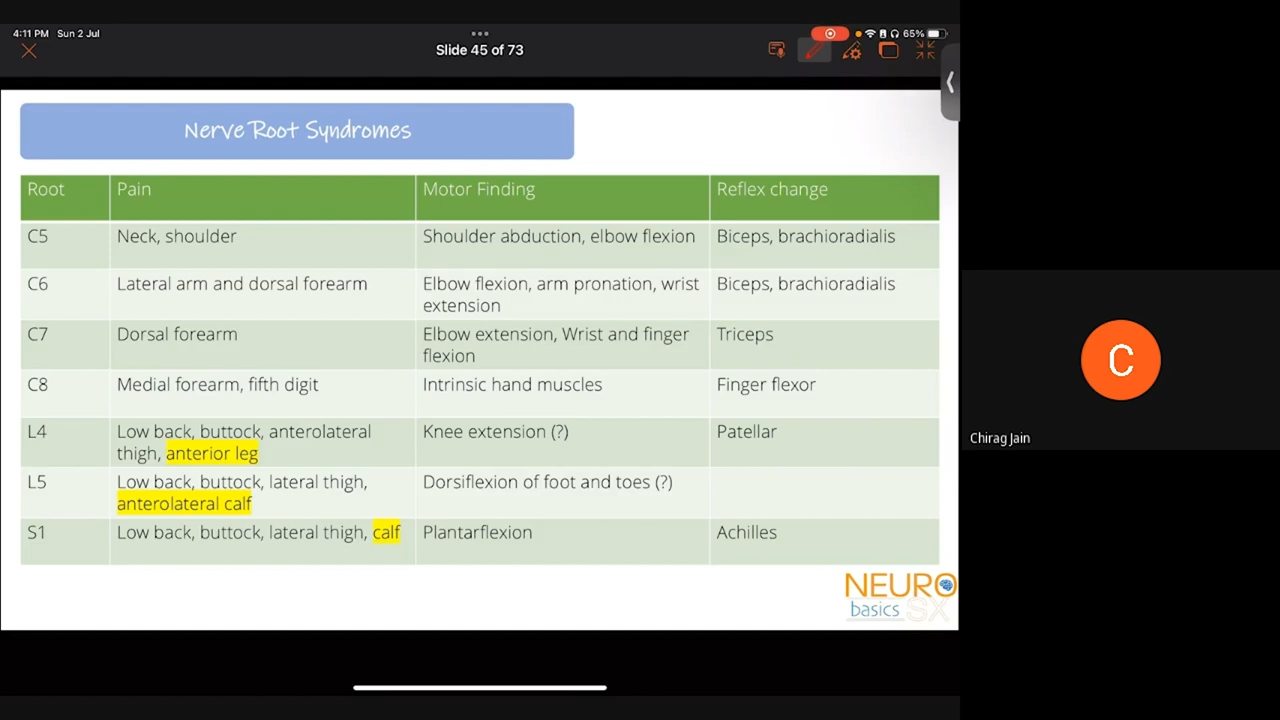 4:11 PM Sun 2 Jul
65%
Slide 45 of 73
Nerve Root Syndromes
Root Pain Motor Finding Reflex change
C5 Neck, shoulder Shoulder abduction, elbow flexion Biceps, brachioradialis
C6 Lateral arm and dorsal forearm Elbow flexion, arm pronation, wrist Biceps, brachioradialis
extension
C7 Dorsal forearm Elbow extension, Wrist and finger Triceps
flexion
C8 Medial forearm, fifth digit Intrinsic hand muscles Finger flexor
L4 Low back, buttock, anterolateral Knee extension (?) Patellar
thigh, anterior leg
L5 Low back, buttock, lateral thigh, Dorsiflexion of foot and toes (?)
anterolateral calf
S1 Low back, buttock, lateral thigh, calf Plantarflexion Achilles
NEURO
basics SX
C
Chirag Jain